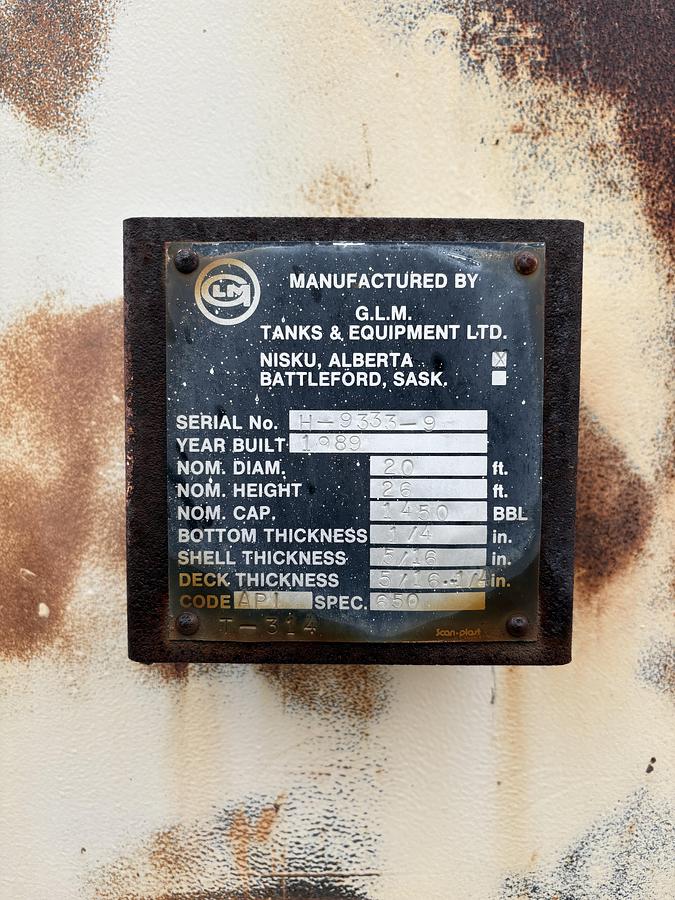 GLM
MANUFACTURED BY
G.L.M.
TANKS & EQUIPMENT LTD.
NISKU, ALBERTA X
BATTLEFORD, SASK.
SERIAL No. H-9333-9
YEAR BUILT 1989
NOM. DIAM. 20 ft.
NOM. HEIGHT 26 ft.
NOM. CAP. 1450 BBL
BOTTOM THICKNESS 1/4 in.
SHELL THICKNESS 5/16 in.
DECK THICKNESS 5/16-1/4 in.
CODE API SPEC. 650
T-314
Scan-plast